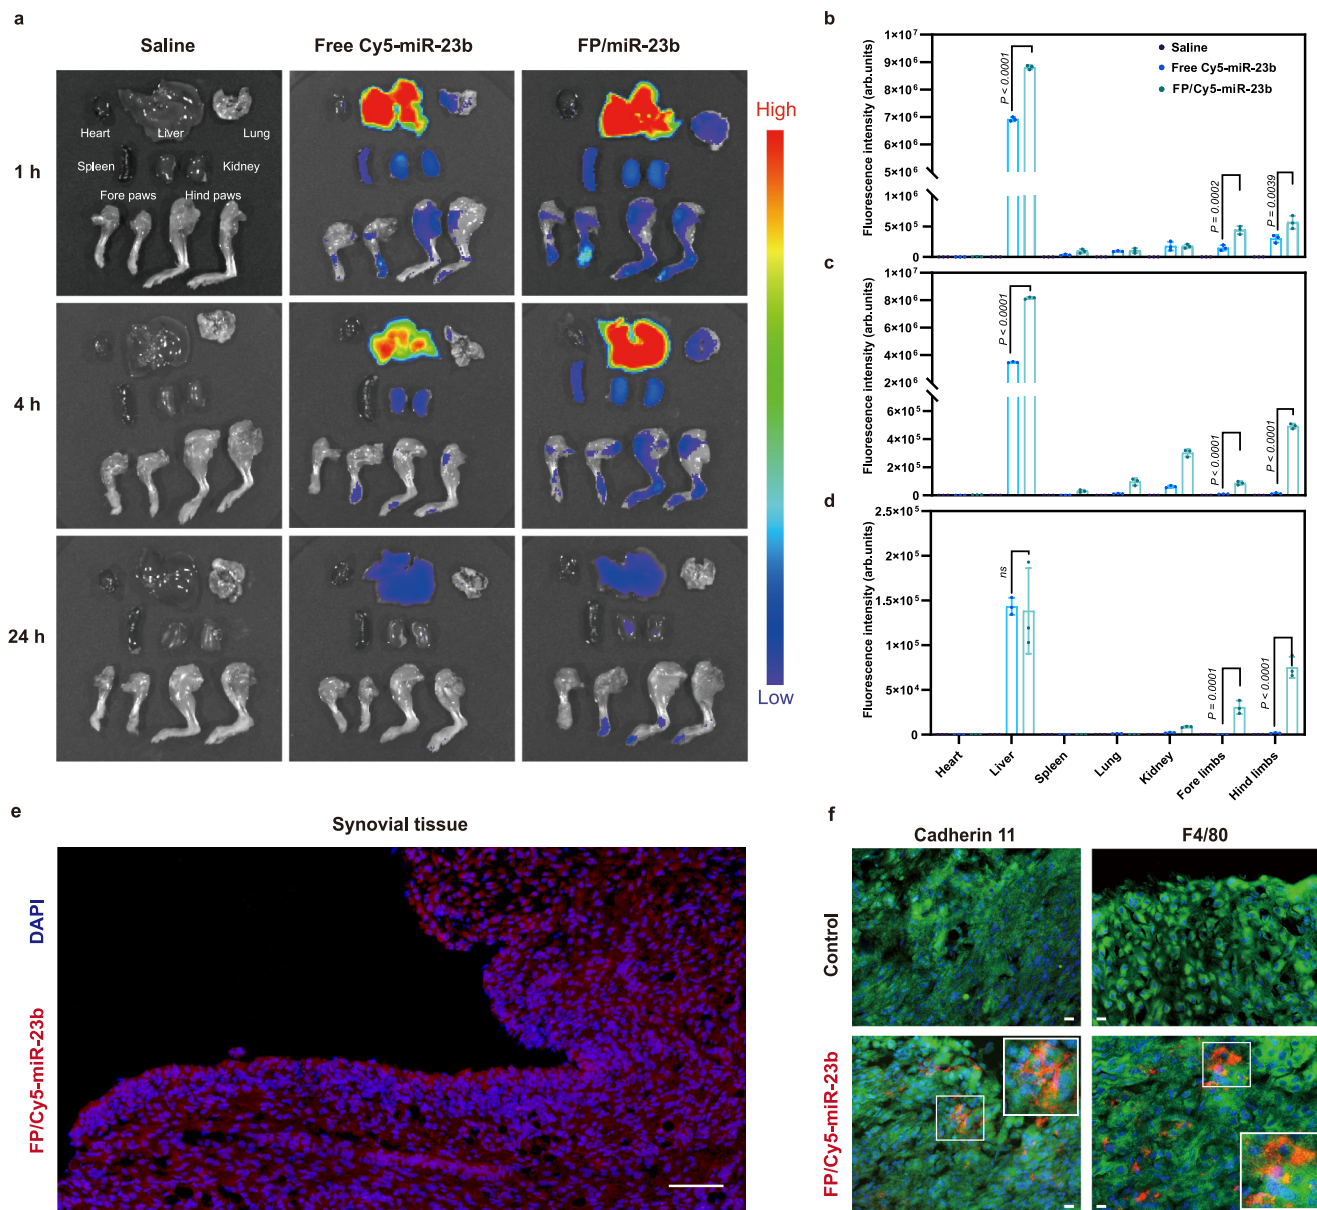 a
Saline
Free Cy5-miR-23b
FP/miR-23b
1 h
4 h
24 h
Heart
Liver
Lung
Spleen
Kidney
Fore paws
Hind paws
High
Low
b
Fluorescence intensity (arb.units)
1×10⁷
9×10⁶
8×10⁶
7×10⁶
6×10⁶
5×10⁶
1×10⁶
5×10⁵
0
P < 0.0001
P = 0.0002
P = 0.0039
Saline
Free Cy5-miR-23b
FP/Cy5-miR-23b
c
Fluorescence intensity (arb.units)
1×10⁷
8×10⁶
6×10⁶
4×10⁶
2×10⁶
6×10⁵
4×10⁵
2×10⁵
0
P < 0.0001
P < 0.0001
P < 0.0001
d
Fluorescence intensity (arb.units)
2.5×10⁵
2×10⁵
1.5×10⁵
1×10⁵
5×10⁴
0
ns
P = 0.0001
P < 0.0001
Heart
Liver
Spleen
Lung
Kidney
Fore limbs
Hind limbs
e
Synovial tissue
DAPI
FP/Cy5-miR-23b
f
Cadherin 11
F4/80
Control
FP/Cy5-miR-23b